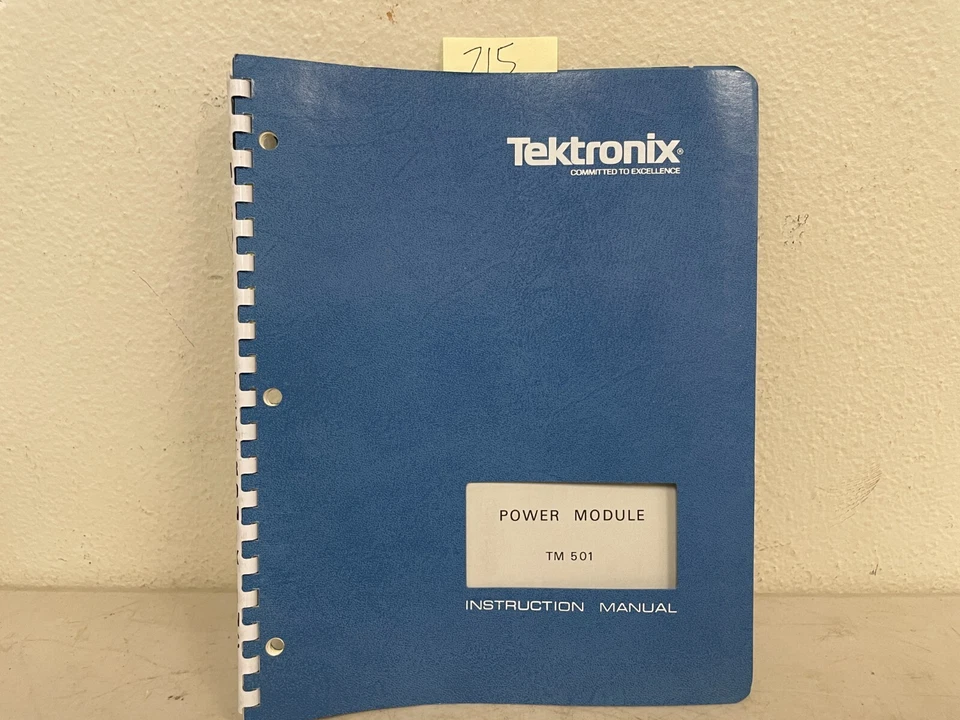 715
Tektronix®
COMMITTED TO EXCELLENCE
POWER MODULE
TM 501
INSTRUCTION MANUAL